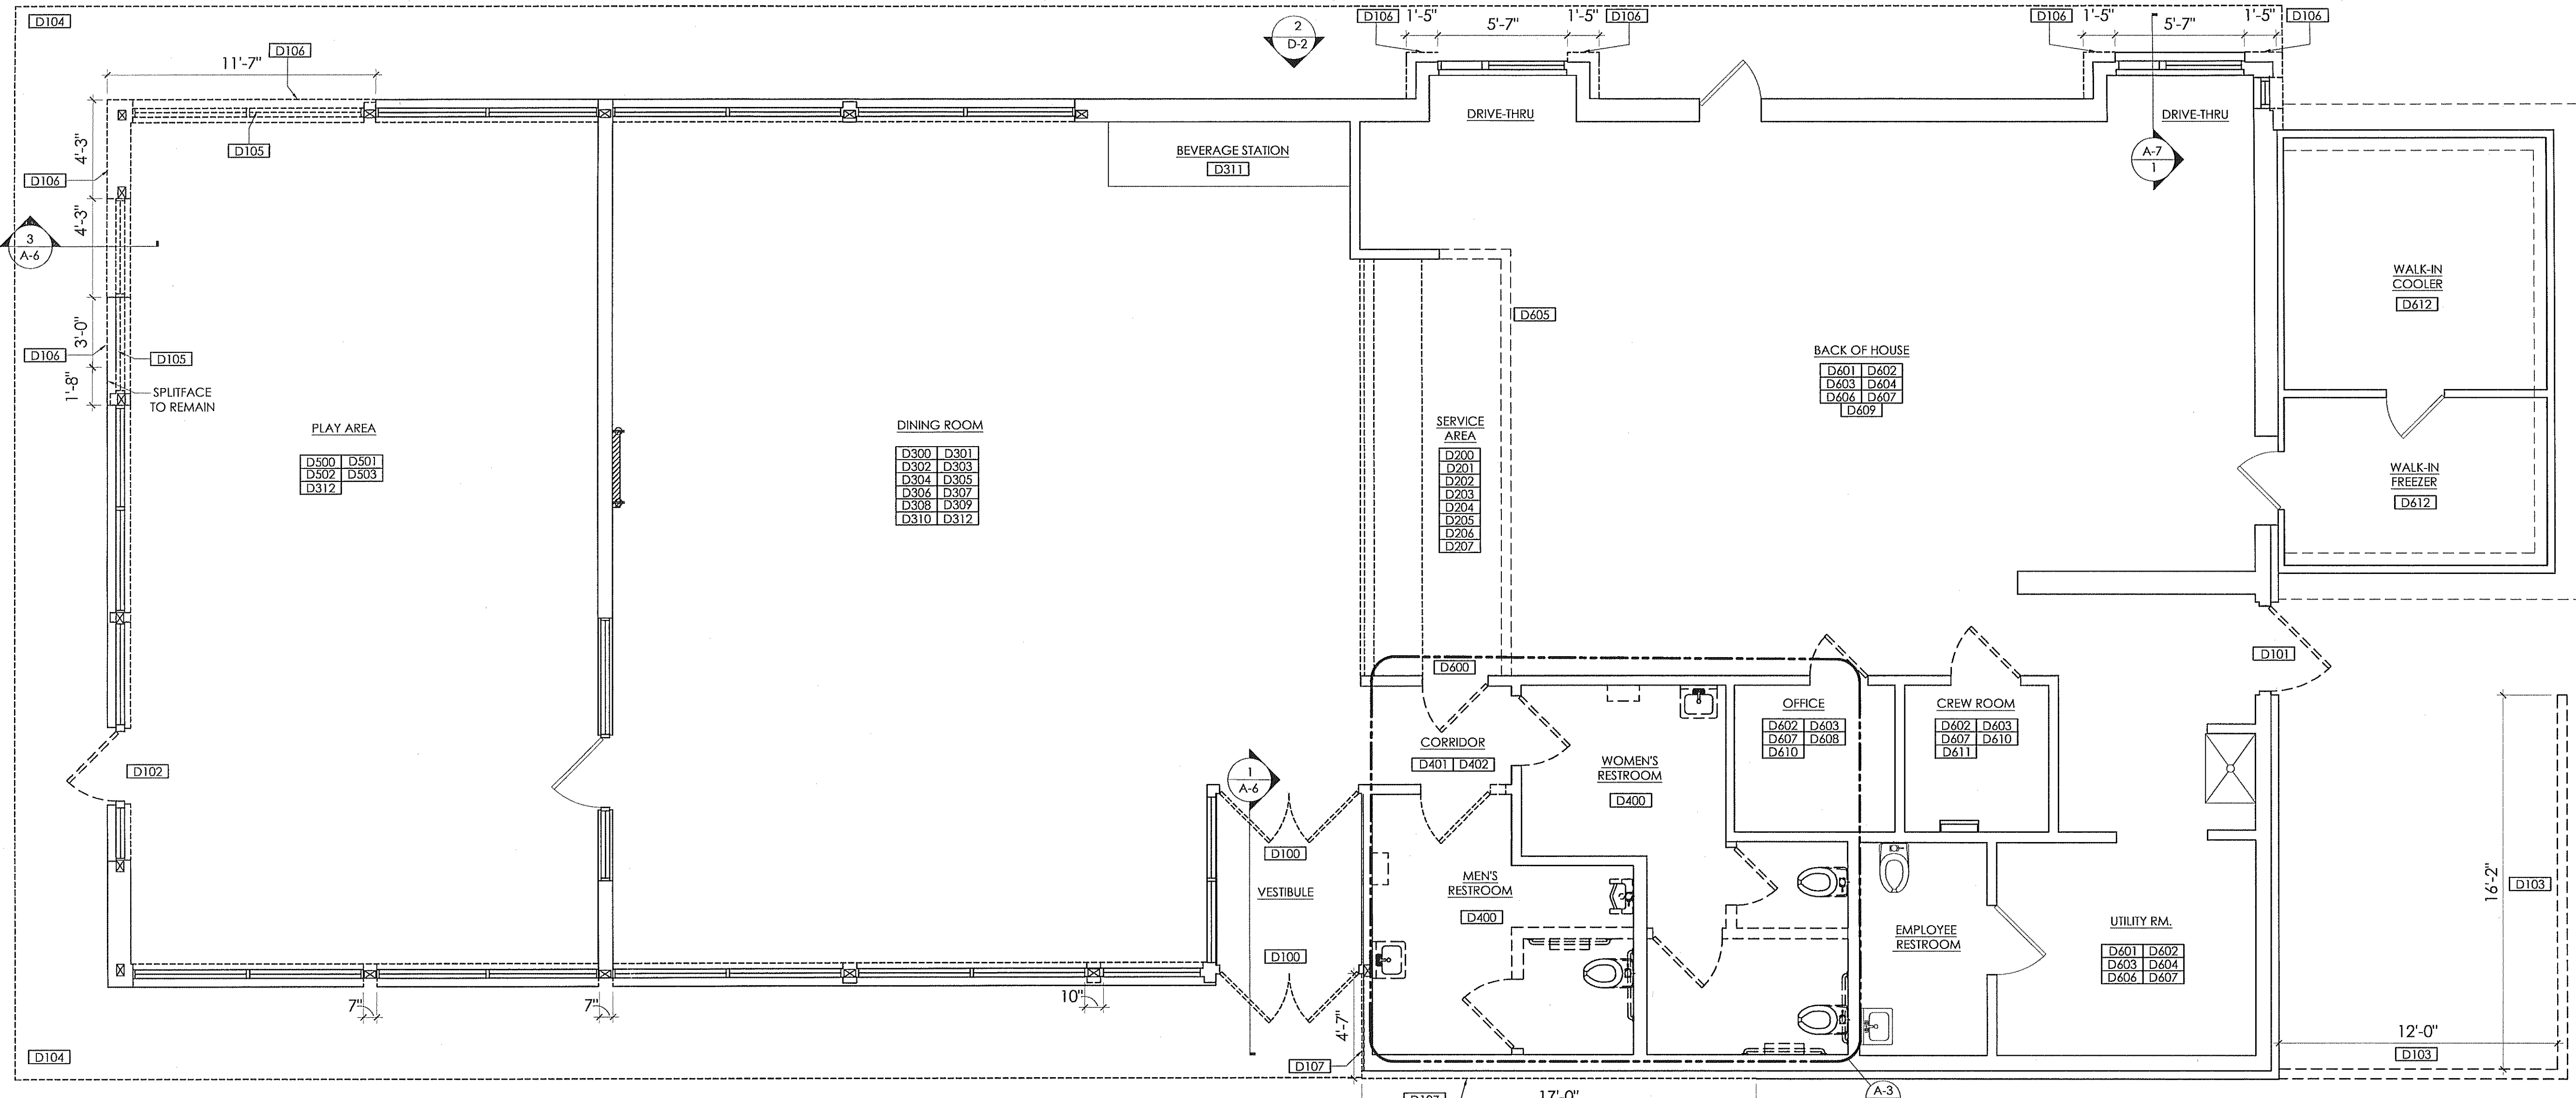 D104
D106
11'-7"
2
D-2
D106
1'-5"
5'-7"
1'-5"
D106
D106
1'-5"
5'-7"
1'-5"
D106
DRIVE-THRU
DRIVE-THRU
4'-3"
D105
BEVERAGE STATION
D311
A-7
1
D106
4'-3"
3
A-6
WALK-IN
COOLER
D612
D605
3'-0"
D106
D105
BACK OF HOUSE
D601 D602
D603 D604
D606 D607
D609
1'-8"
SPLITFACE
TO REMAIN
PLAY AREA
D500 D501
D502 D503
D312
DINING ROOM
D300 D301
D302 D303
D304 D305
D306 D307
D308 D309
D310 D312
SERVICE
AREA
D200
D201
D202
D203
D204
D205
D206
D207
WALK-IN
FREEZER
D612
D600
D101
OFFICE
D602 D603
D607 D608
D610
CREW ROOM
D602 D603
D607 D610
D611
CORRIDOR
D401 D402
D102
1
A-6
WOMEN'S
RESTROOM
D400
D100
VESTIBULE
MEN'S
RESTROOM
D400
16'-2"
D103
EMPLOYEE
RESTROOM
UTILITY RM.
D601 D602
D603 D604
D606 D607
D100
7"
7"
10"
4'-7"
12'-0"
D103
D104
D107
D107
17'-0"
A-3